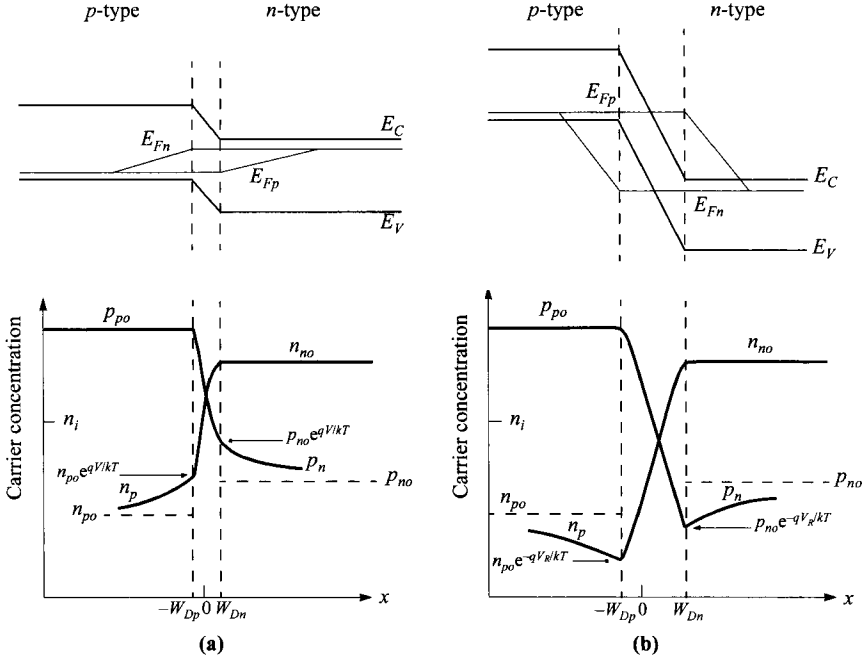 p-type
n-type
E_C
E_Fn
E_Fp
E_V
Carrier concentration
p_po
n_no
n_i
p_no e^qV/kT
n_po e^qV/kT
n_p
p_n
p_no
n_po
−W_Dp 0 W_Dn
x
(a)
p-type
n-type
E_Fp
E_C
E_Fn
E_V
Carrier concentration
p_po
n_no
n_i
p_no
n_po
p_n
n_p
p_no e^−qV_R/kT
n_po e^−qV_R/kT
−W_Dp 0
W_Dn
x
(b)